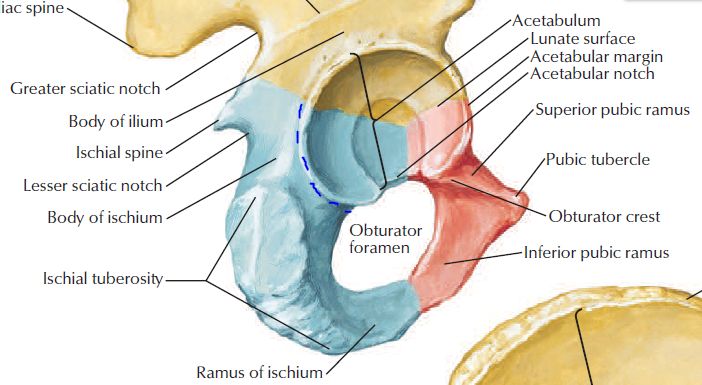 iac spine
Acetabulum
Lunate surface
Acetabular margin
Acetabular notch
Greater sciatic notch
Superior pubic ramus
Body of ilium
Ischial spine
Pubic tubercle
Lesser sciatic notch
Body of ischium
Obturator crest
Obturator
foramen
Inferior pubic ramus
Ischial tuberosity
Ramus of ischium